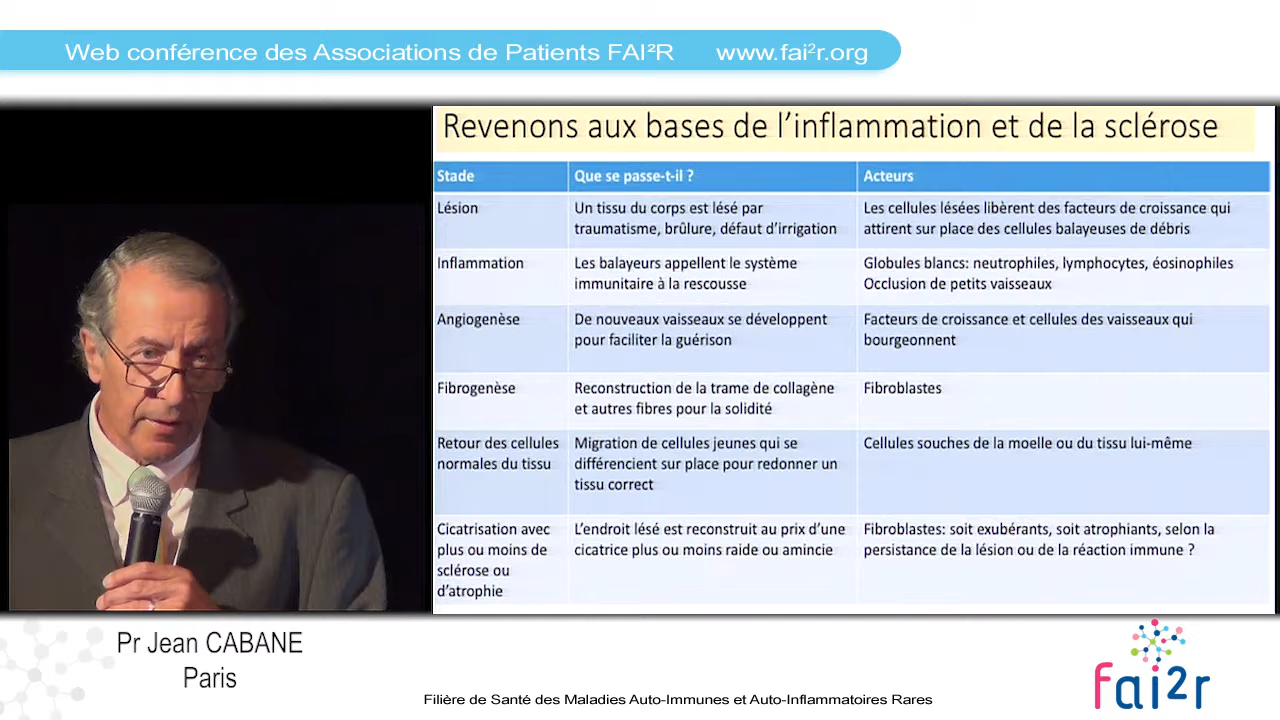 Web conférence des Associations de Patients FAI²R www.fai²r.org
Revenons aux bases de l’inflammation et de la sclérose
Stade
Que se passe-t-il ?
Acteurs
Lésion
Un tissu du corps est lésé par
traumatisme, brûlure, défaut d’irrigation
Les cellules lésées libèrent des facteurs de croissance qui
attirent sur place des cellules balayeuses de débris
Inflammation
Les balayeurs appellent le système
immunitaire à la rescousse
Globules blancs: neutrophiles, lymphocytes, éosinophiles
Occlusion de petits vaisseaux
Angiogenèse
De nouveaux vaisseaux se développent
pour faciliter la guérison
Facteurs de croissance et cellules des vaisseaux qui
bourgeonnent
Fibrogenèse
Reconstruction de la trame de collagène
et autres fibres pour la solidité
Fibroblastes
Retour des cellules
normales du tissu
Migration de cellules jeunes qui se
différencient sur place pour redonner un
tissu correct
Cellules souches de la moelle ou du tissu lui-même
Cicatrisation avec
plus ou moins de
sclérose ou
d’atrophie
L’endroit lésé est reconstruit au prix d’une
cicatrice plus ou moins raide ou amincie
Fibroblastes: soit exubérants, soit atrophiants, selon la
persistance de la lésion ou de la réaction immune ?
Pr Jean CABANE
Paris
Filière de Santé des Maladies Auto-Immunes et Auto-Inflammatoires Rares
fai2r